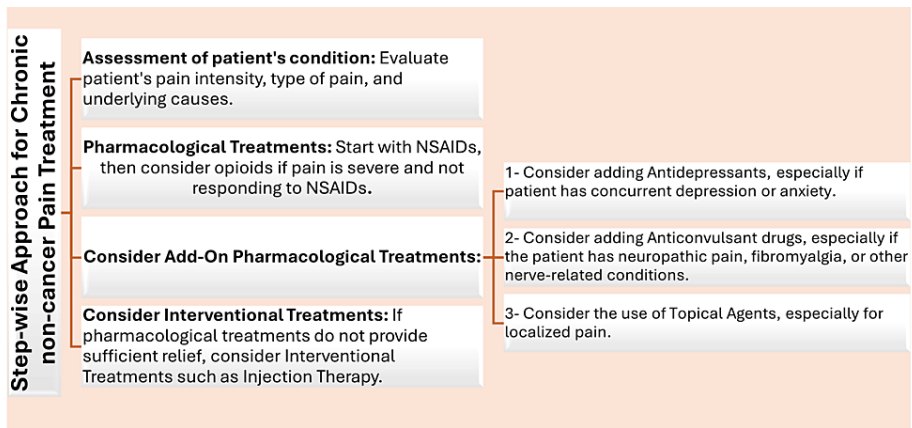 Step-wise Approach for Chronic
non-cancer Pain Treatment
Assessment of patient's condition: Evaluate
patient's pain intensity, type of pain, and
underlying causes.
Pharmacological Treatments: Start with NSAIDs,
then consider opioids if pain is severe and not
responding to NSAIDs.
Consider Add-On Pharmacological Treatments:
1- Consider adding Antidepressants, especially if
patient has concurrent depression or anxiety.
2- Consider adding Anticonvulsant drugs, especially if
the patient has neuropathic pain, fibromyalgia, or other
nerve-related conditions.
3- Consider the use of Topical Agents, especially for
localized pain.
Consider Interventional Treatments: If
pharmacological treatments do not provide
sufficient relief, consider Interventional
Treatments such as Injection Therapy.